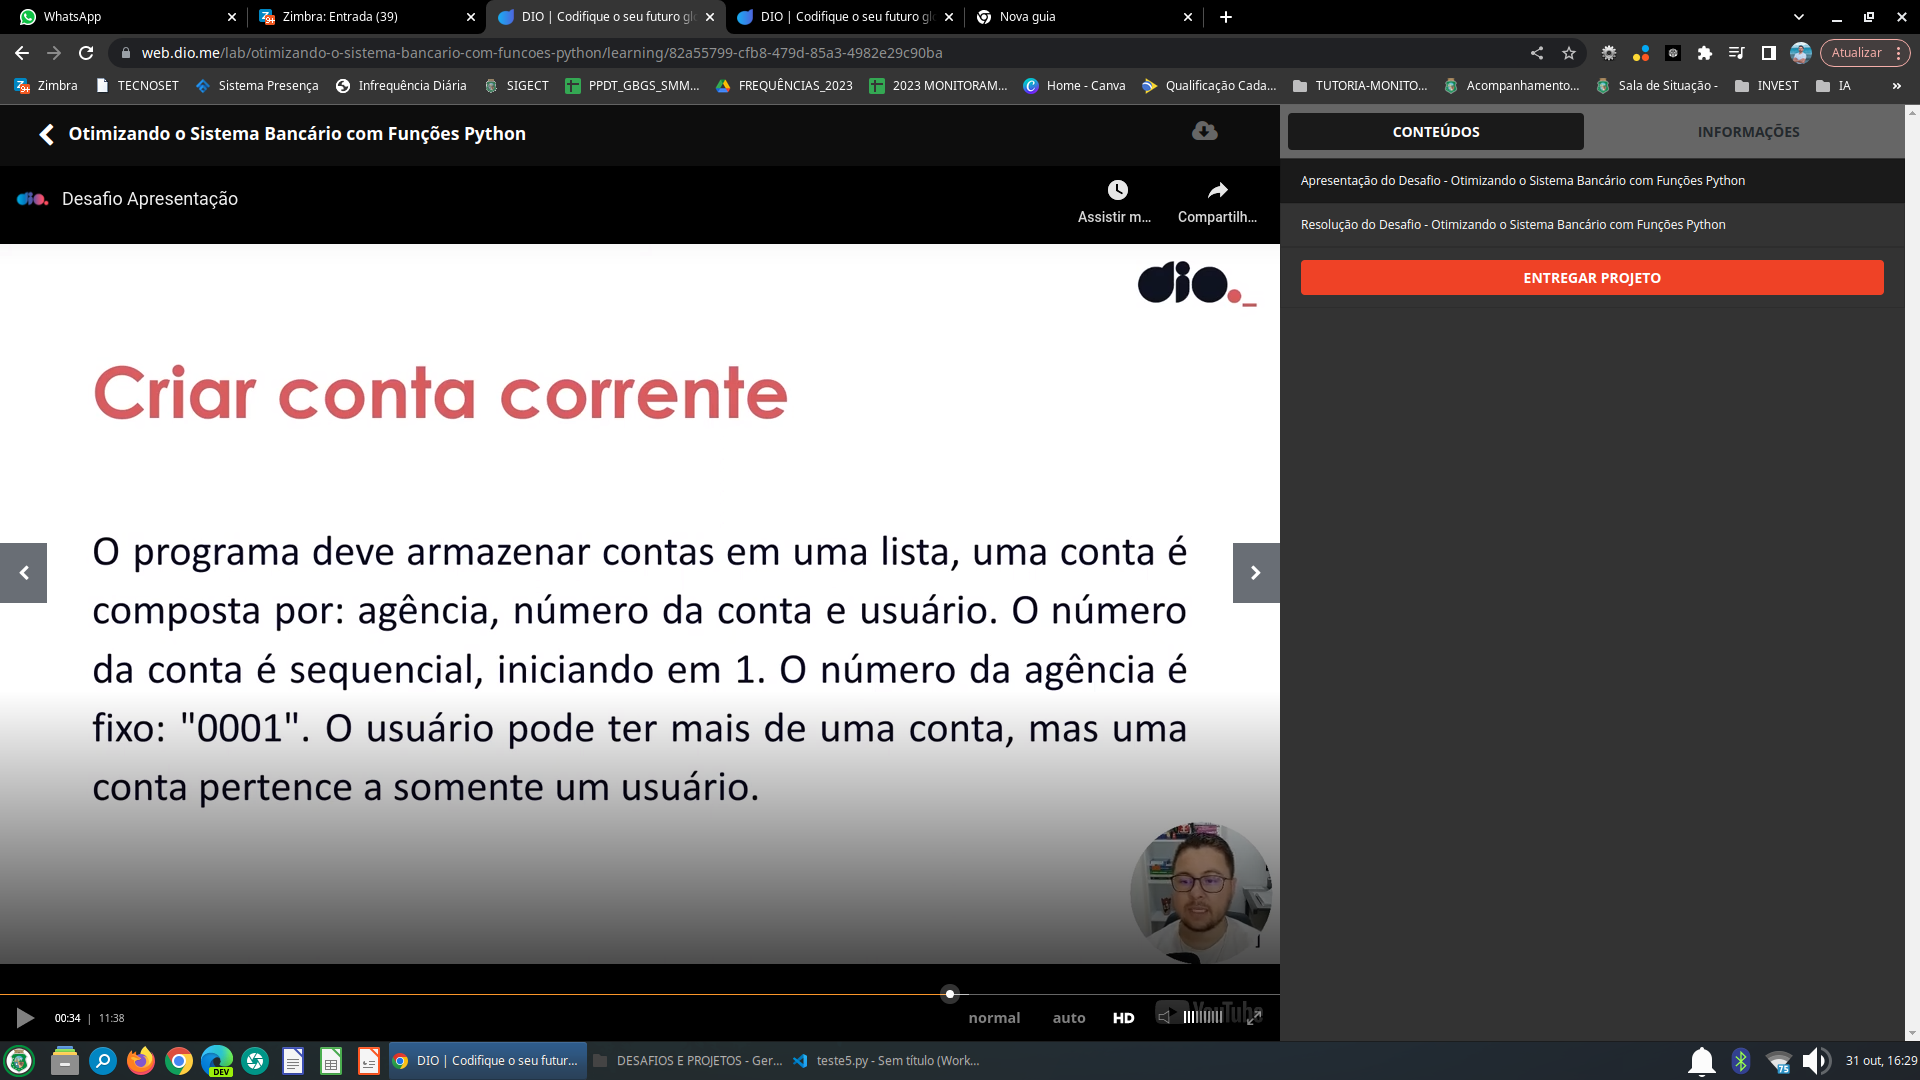 WhatsApp
Zimbra: Entrada (39)
DIO | Codifique o seu futuro glo
DIO | Codifique o seu futuro glo
Nova guia
web.dio.me/lab/otimizando-o-sistema-bancario-com-funcoes-python/learning/82a55799-cfb8-479d-85a3-4982e29c90ba
Atualizar
Zimbra
TECNOSET
Sistema Presença
Infrequência Diária
SIGECT
PPDT_GBGS_SMM...
FREQUÊNCIAS_2023
2023 MONITORAM...
Home - Canva
Qualificação Cada...
TUTORIA-MONITO...
Acompanhamento...
Sala de Situação -
INVEST
IA
»
Otimizando o Sistema Bancário com Funções Python
CONTEÚDOS
INFORMAÇÕES
dio.
Desafio Apresentação
Assistir m...
Compartilh...
Apresentação do Desafio - Otimizando o Sistema Bancário com Funções Python
Resolução do Desafio - Otimizando o Sistema Bancário com Funções Python
ENTREGAR PROJETO
dio._
Criar conta corrente
O programa deve armazenar contas em uma lista, uma conta é
composta por: agência, número da conta e usuário. O número
da conta é sequencial, iniciando em 1. O número da agência é
fixo: "0001". O usuário pode ter mais de uma conta, mas uma
conta pertence a somente um usuário.
00:34 | 11:38
normal
auto
HD
YouTube
DEV
DIO | Codifique o seu futur...
DESAFIOS E PROJETOS - Ger...
teste5.py - Sem título (Work...
75
31 out, 16:29